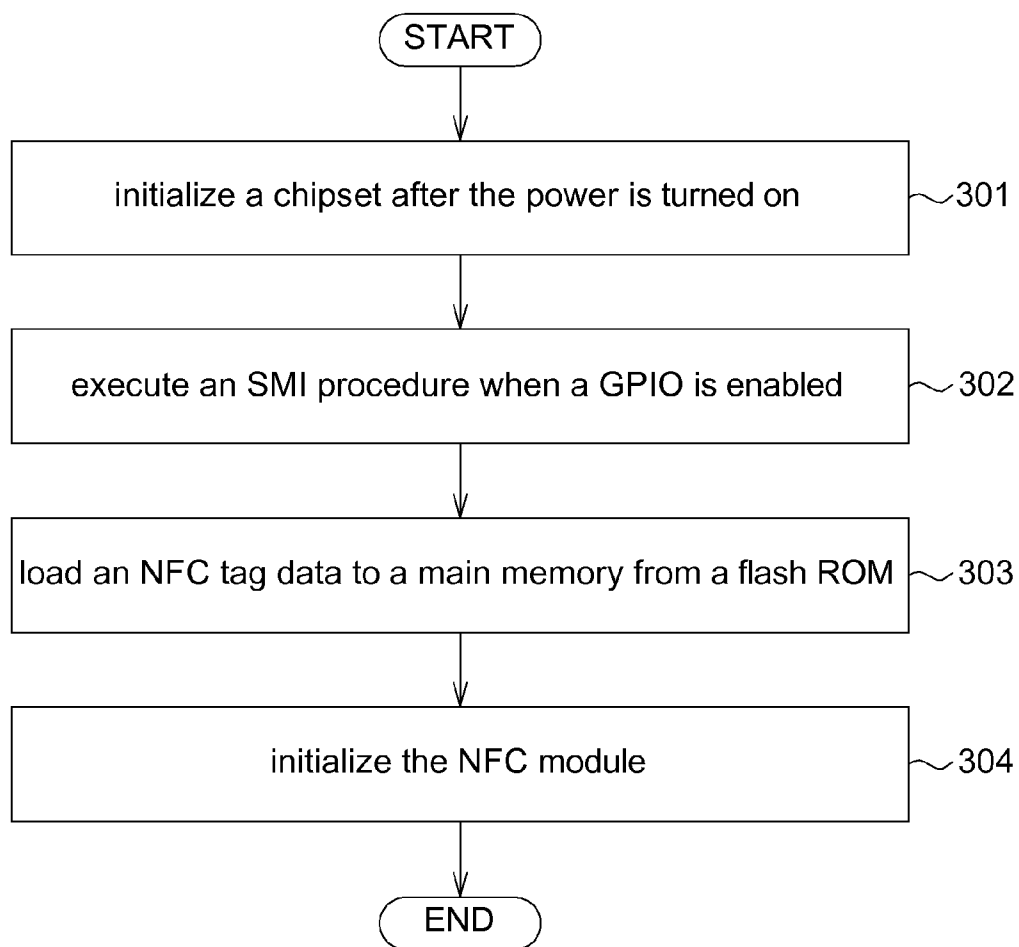 START
initialize a chipset after the power is turned on
301
execute an SMI procedure when a GPIO is enabled
302
load an NFC tag data to a main memory from a flash ROM
303
initialize the NFC module
304
END